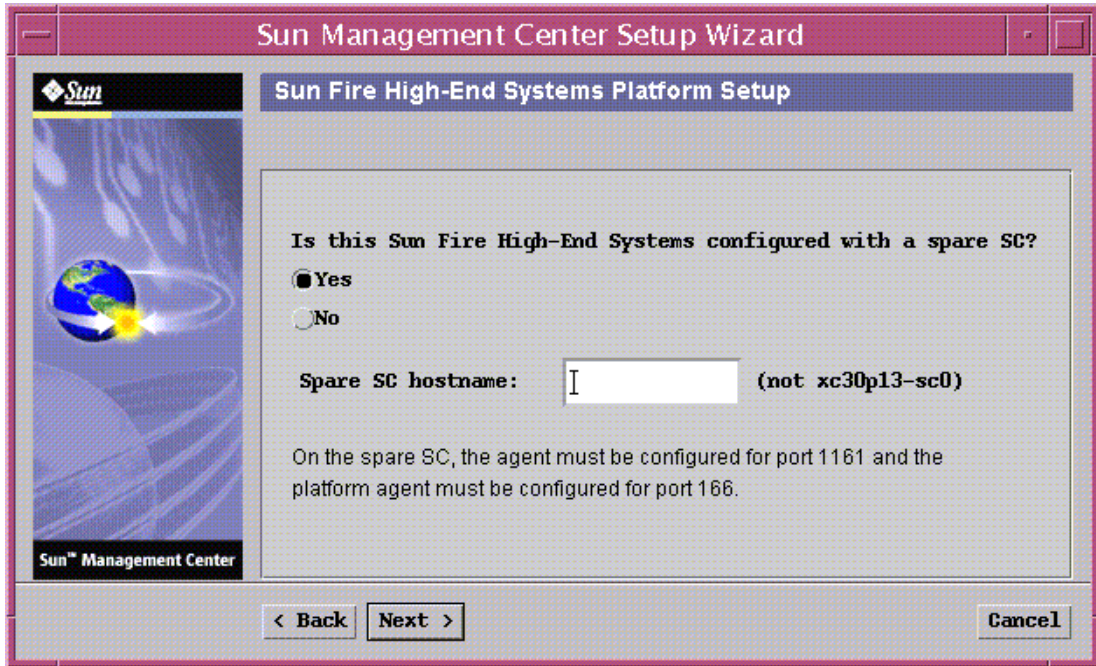 Sun Management Center Setup Wizard
Sun
Sun Fire High-End Systems Platform Setup
Is this Sun Fire High-End Systems configured with a spare SC?
Yes
No
Spare SC hostname: (not xc30p13-sc0)
On the spare SC, the agent must be configured for port 1161 and the
platform agent must be configured for port 166.
Sun™ Management Center
< Back Next > Cancel